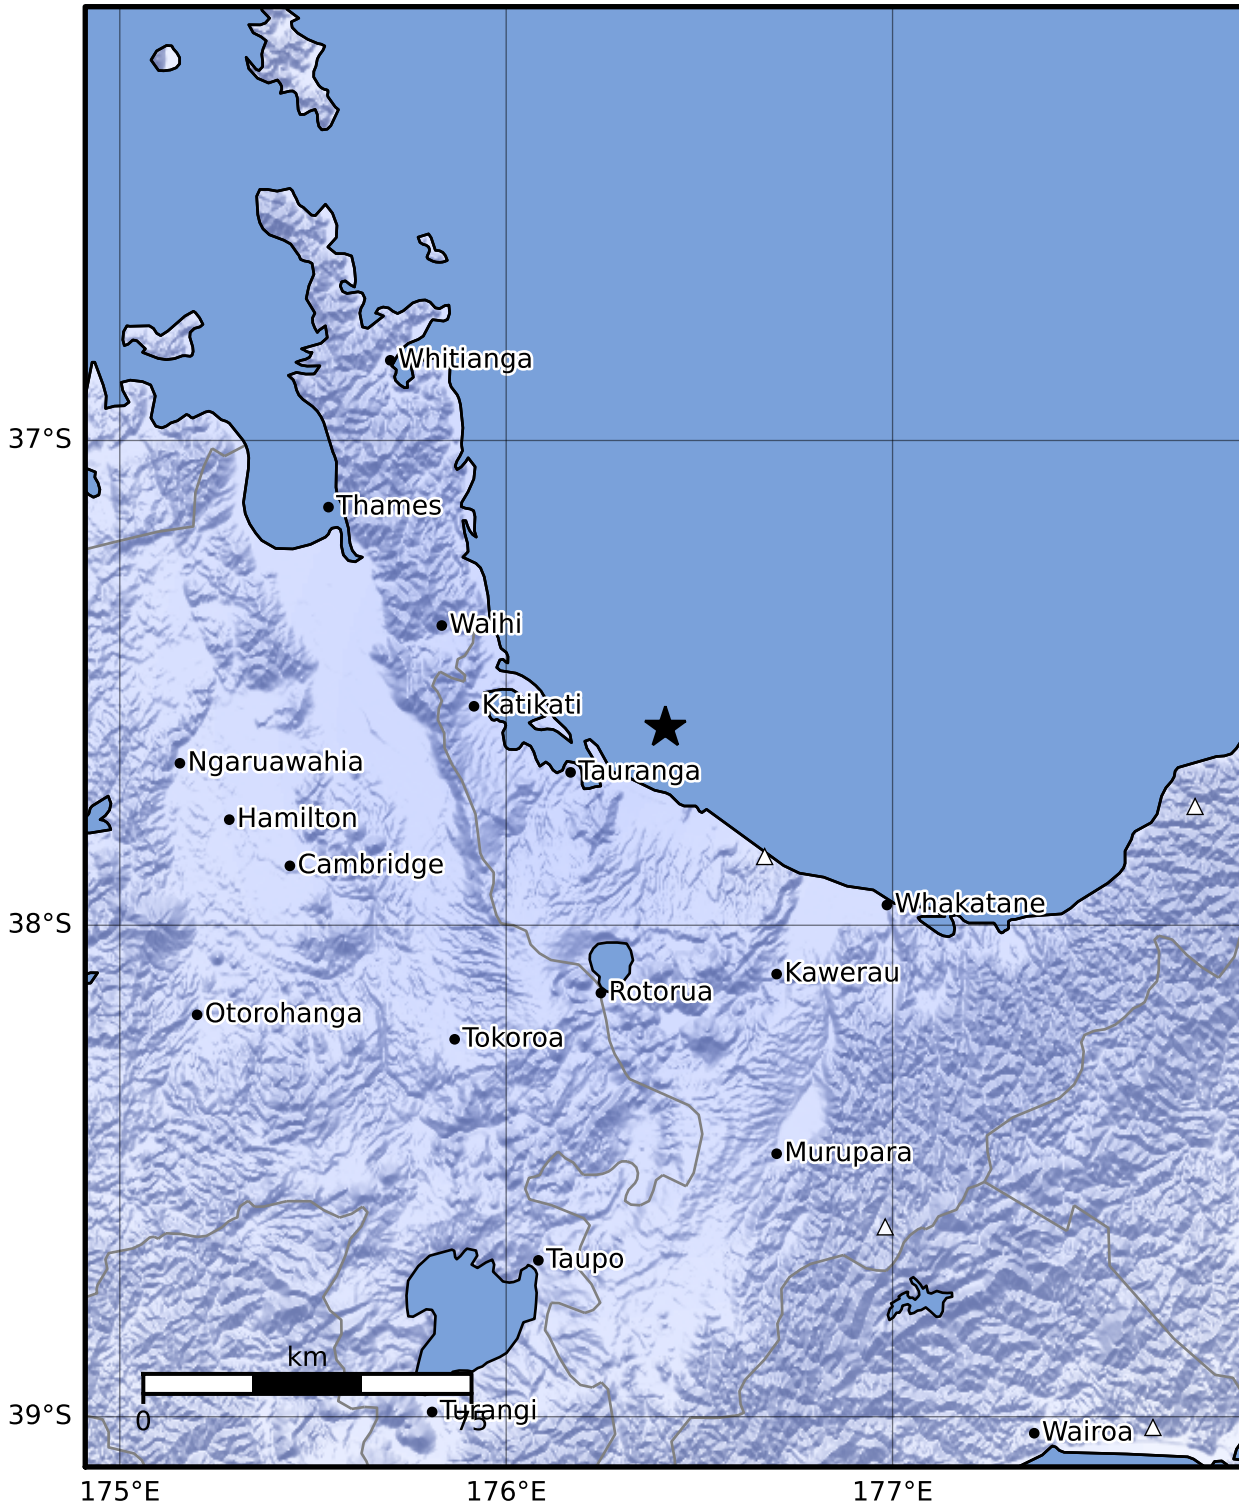 Whitianga
37°S
Thames
Waihi
Katikati
Ngaruawahia
Tauranga
Hamilton
Cambridge
Whakatane
38°S
Kawerau
Rotorua
Otorohanga
Tokoroa
Murupara
Taupo
km
0
75
Turangi
39°S
Wairoa
175°E
176°E
177°E